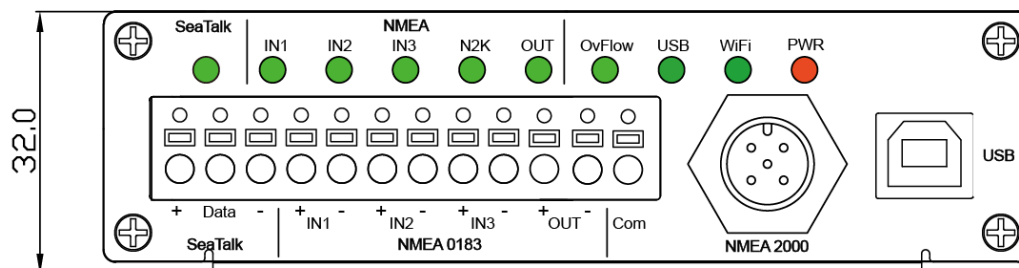 SeaTalk NMEA
IN1 IN2 IN3 N2K OUT OvFlow USB WiFi PWR
32.0
USB
+ Data - + - + - + - + -
IN1 IN2 IN3 OUT Com
SeaTalk NMEA 0183 NMEA 2000